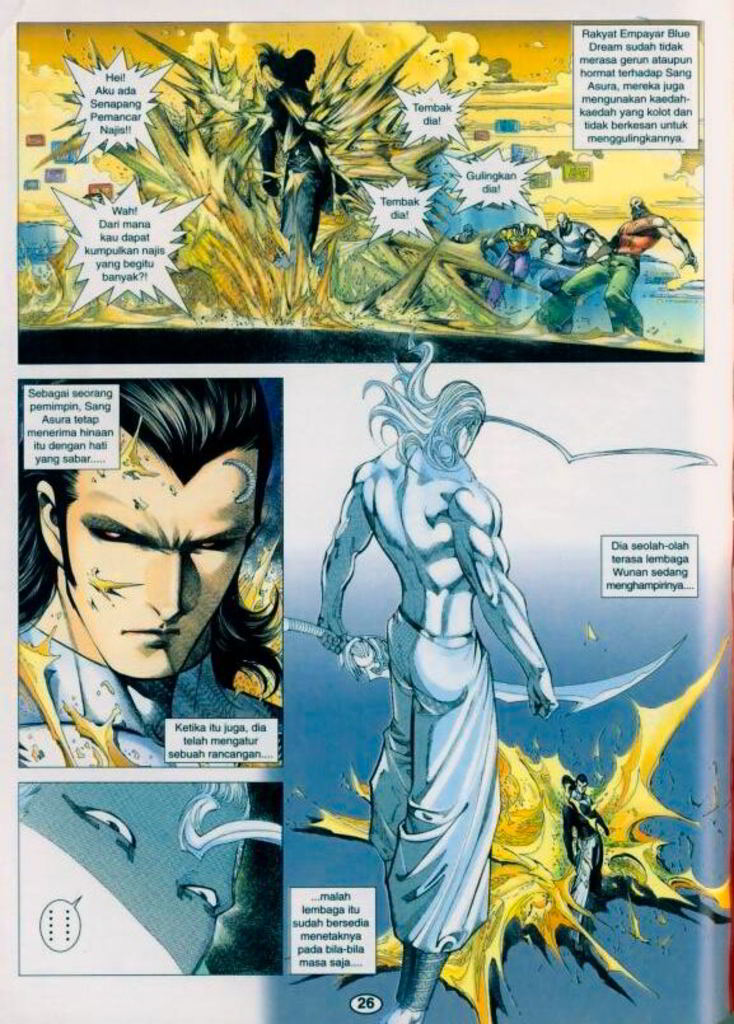 Hei!
Aku ada
Senapang
Pemancar
Najis!!
Tembak
dia!
Rakyat Empayar Blue
Dream sudah tidak
merasa gerun ataupun
hormat terhadap Sang
Asura, mereka juga
mengunakan kaedah-
kaedah yang kolot dan
tidak berkesan untuk
menggulingkannya.
Wah!
Dari mana
kau dapat
kumpulkan najis
yang begitu
banyak?!
Tembak
dia!
Gulingkan
dia!
Sebagai seorang
pemimpin, Sang
Asura tetap
menerima hinaan
itu dengan hati
yang sabar.....
Ketika itu juga, dia
telah mengatur
sebuah rancangan....
Dia seolah-olah
terasa lembaga
Wunan sedang
menghampirinya....
...malah
lembaga itu
sudah bersedia
menetaknya
pada bila-bila
masa saja....
26